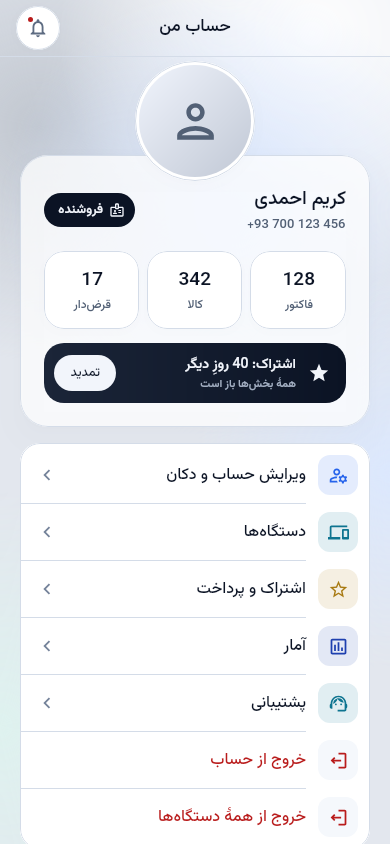 حساب من
کریم احمدی
+93 700 123 456
فروشنده
128
فاکتور
342
کالا
17
قرض‌دار
اشتراک: 40 روزِ دیگر
همهٔ بخش‌ها باز است
تمدید
ویرایش حساب و دکان
دستگاه‌ها
اشتراک و پرداخت
آمار
پشتیبانی
خروج از حساب
خروج از همهٔ دستگاه‌ها